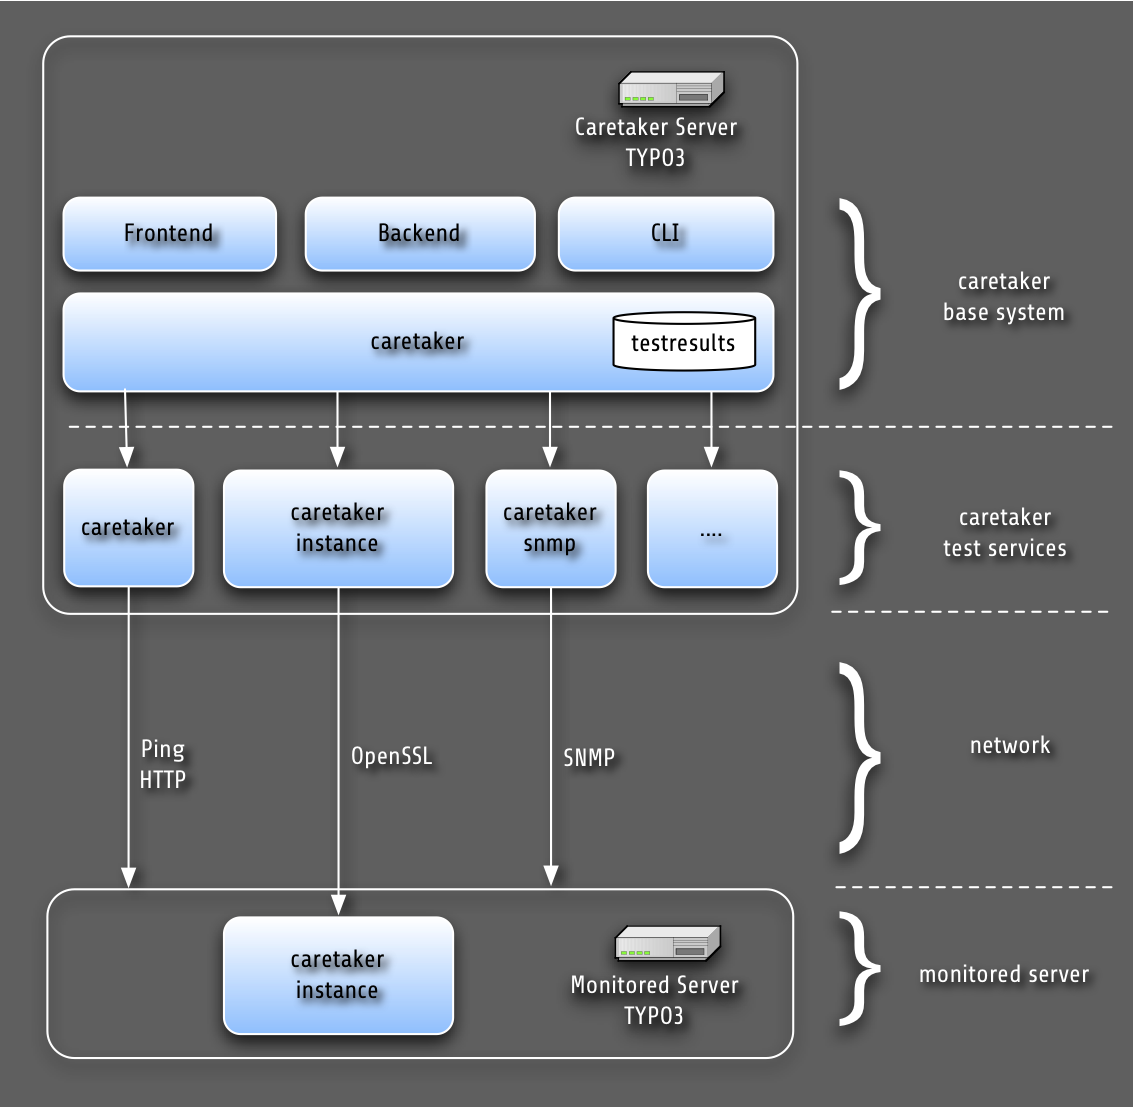 Caretaker Server
TYPO3
Frontend
Backend
CLI
caretaker
base system
caretaker
testresults
caretaker
caretaker
instance
caretaker
snmp
....
caretaker
test services
Ping
HTTP
OpenSSL
SNMP
network
caretaker
instance
Monitored Server
TYPO3
monitored server